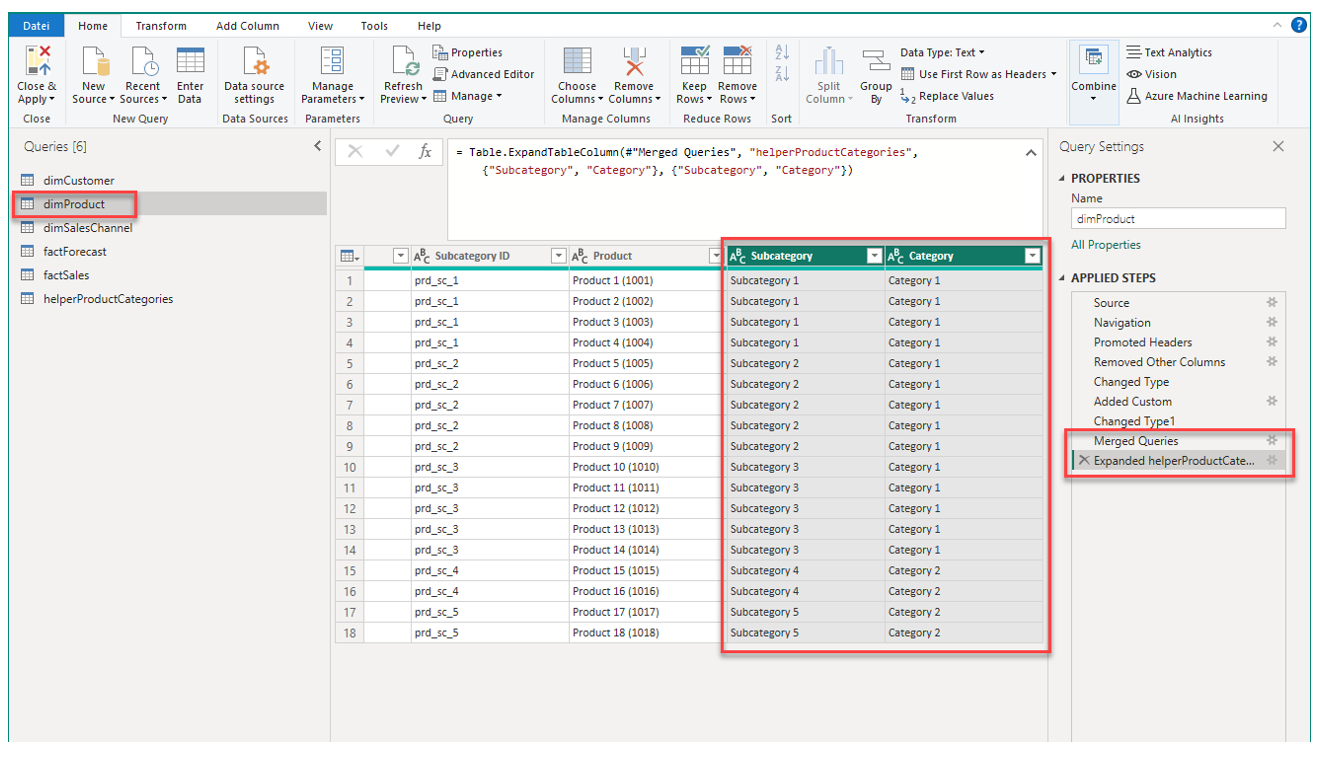 Datei Home Transform Add Column View Tools Help
Close & Apply
New Source
Recent Sources
Enter Data
Data source settings
Manage Parameters
Refresh Preview
Properties
Advanced Editor
Manage
Choose Columns
Remove Columns
Keep Rows
Remove Rows
Split Column
Group By
Data Type: Text
Use First Row as Headers
Replace Values
Combine
Text Analytics
Vision
Azure Machine Learning
Close New Query Data Sources Parameters Query Manage Columns Reduce Rows Sort Transform AI Insights
Queries [6]
dimCustomer
dimProduct
dimSalesChannel
factForecast
factSales
helperProductCategories
fx
= Table.ExpandTableColumn(#"Merged Queries", "helperProductCategories",
{"Subcategory", "Category"}, {"Subcategory", "Category"})
ABC Subcategory ID ABC Product ABC Subcategory ABC Category
1 prd_sc_1 Product 1 (1001) Subcategory 1 Category 1
2 prd_sc_1 Product 2 (1002) Subcategory 1 Category 1
3 prd_sc_1 Product 3 (1003) Subcategory 1 Category 1
4 prd_sc_1 Product 4 (1004) Subcategory 1 Category 1
5 prd_sc_2 Product 5 (1005) Subcategory 2 Category 1
6 prd_sc_2 Product 6 (1006) Subcategory 2 Category 1
7 prd_sc_2 Product 7 (1007) Subcategory 2 Category 1
8 prd_sc_2 Product 8 (1008) Subcategory 2 Category 1
9 prd_sc_2 Product 9 (1009) Subcategory 2 Category 1
10 prd_sc_3 Product 10 (1010) Subcategory 3 Category 1
11 prd_sc_3 Product 11 (1011) Subcategory 3 Category 1
12 prd_sc_3 Product 12 (1012) Subcategory 3 Category 1
13 prd_sc_3 Product 13 (1013) Subcategory 3 Category 1
14 prd_sc_3 Product 14 (1014) Subcategory 3 Category 1
15 prd_sc_4 Product 15 (1015) Subcategory 4 Category 2
16 prd_sc_4 Product 16 (1016) Subcategory 4 Category 2
17 prd_sc_5 Product 17 (1017) Subcategory 5 Category 2
18 prd_sc_5 Product 18 (1018) Subcategory 5 Category 2
Query Settings
PROPERTIES
Name
dimProduct
All Properties
APPLIED STEPS
Source
Navigation
Promoted Headers
Removed Other Columns
Changed Type
Added Custom
Changed Type1
Merged Queries
Expanded helperProductCate...